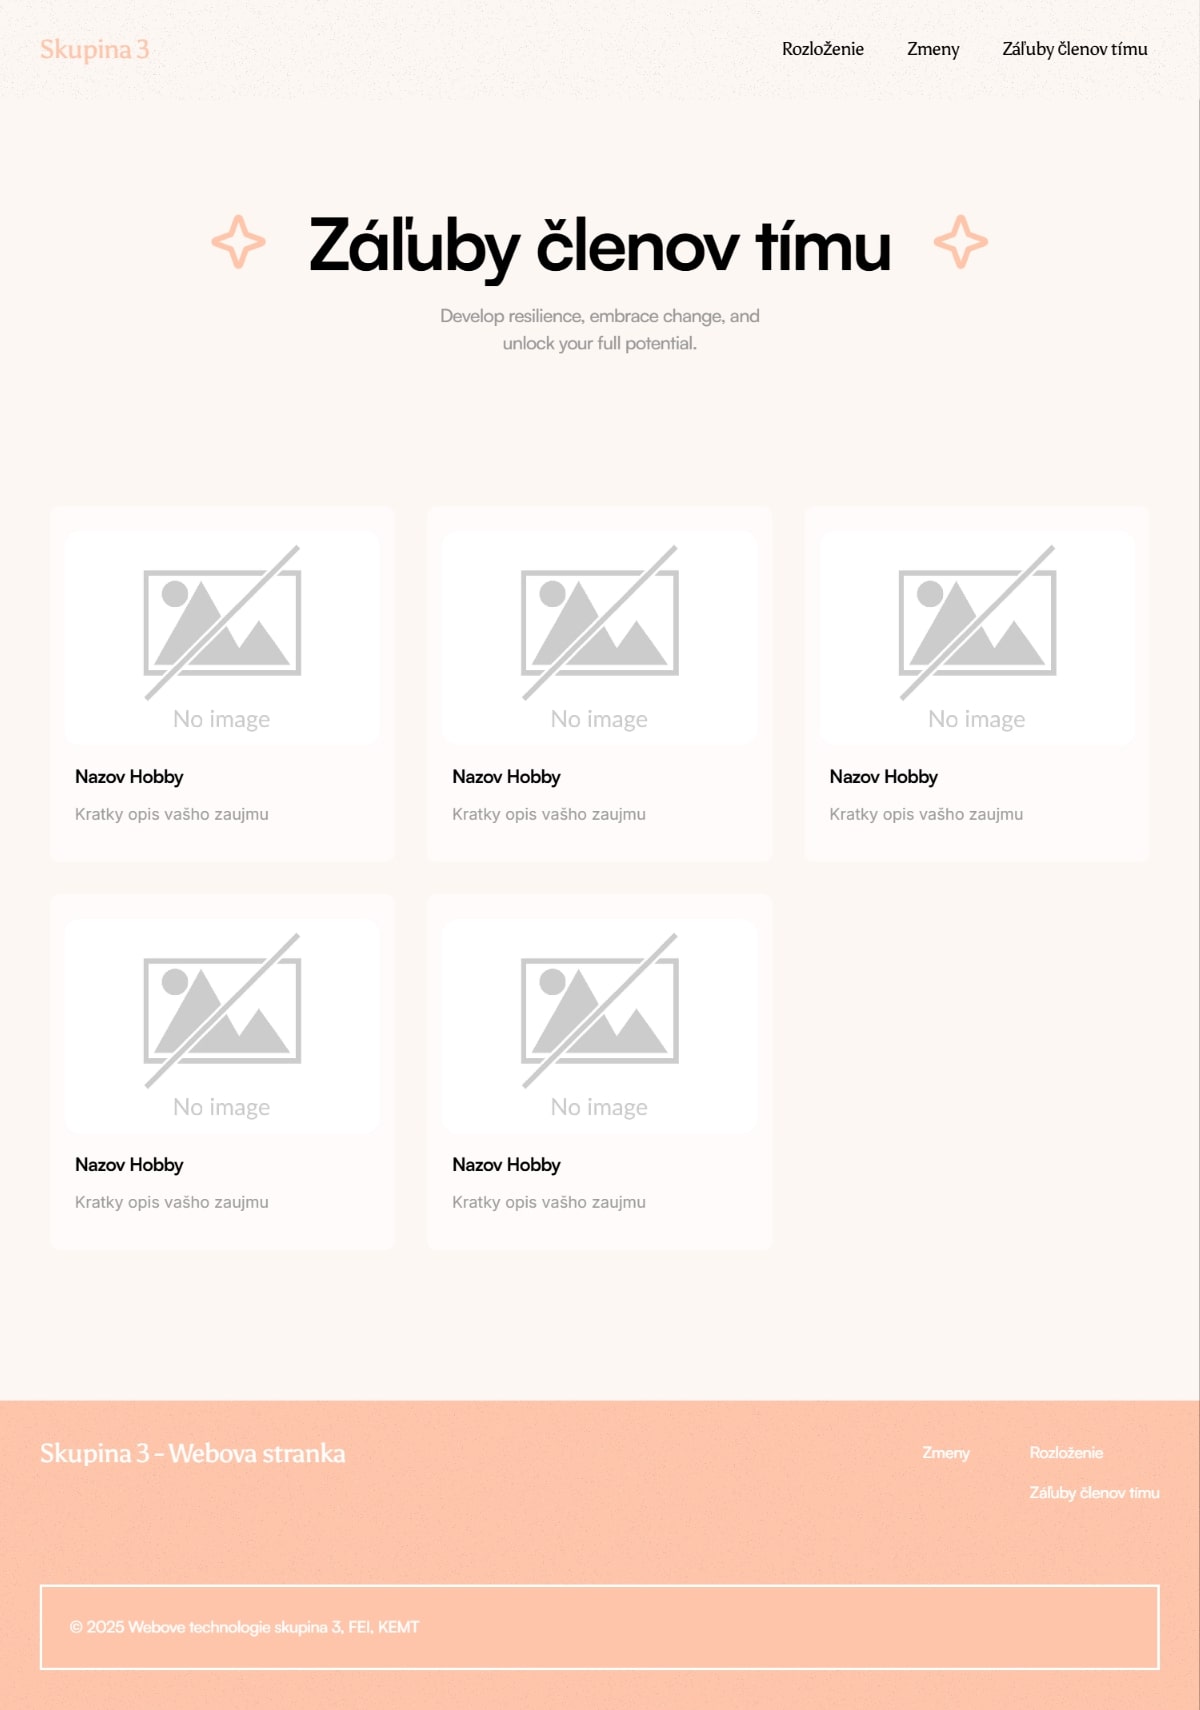 Skupina 3
Rozloženie
Zmeny
Záľuby členov tímu
Záľuby členov tímu
Develop resilience, embrace change, and
unlock your full potential.
No image
Nazov Hobby
Kratky opis vašho zaujmu
No image
Nazov Hobby
Kratky opis vašho zaujmu
No image
Nazov Hobby
Kratky opis vašho zaujmu
No image
Nazov Hobby
Kratky opis vašho zaujmu
No image
Nazov Hobby
Kratky opis vašho zaujmu
Skupina 3 - Webova stranka
Zmeny
Rozloženie
Záľuby členov tímu
© 2025 Webove technologie skupina 3, FEI, KEMT